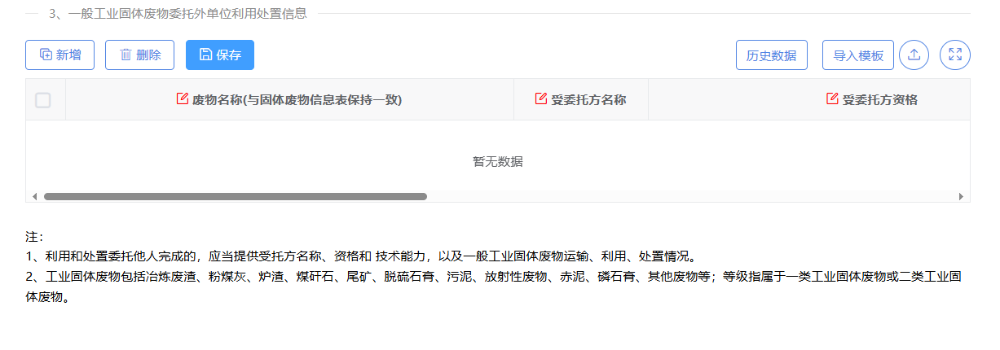 3、一般工业固体废物委托外单位利用处置信息
新增 删除 保存 历史数据 导入模板
废物名称(与固体废物信息表保持一致) 受委托方名称 受委托方资格
暂无数据
注：
1、利用和处置委托他人完成的，应当提供受托方名称、资格和 技术能力，以及一般工业固体废物运输、利用、处置情况。
2、工业固体废物包括冶炼废渣、粉煤灰、炉渣、煤矸石、尾矿、脱硫石膏、污泥、放射性废物、赤泥、磷石膏、其他废物等；等级指属于一类工业固体废物或二类工业固
体废物。